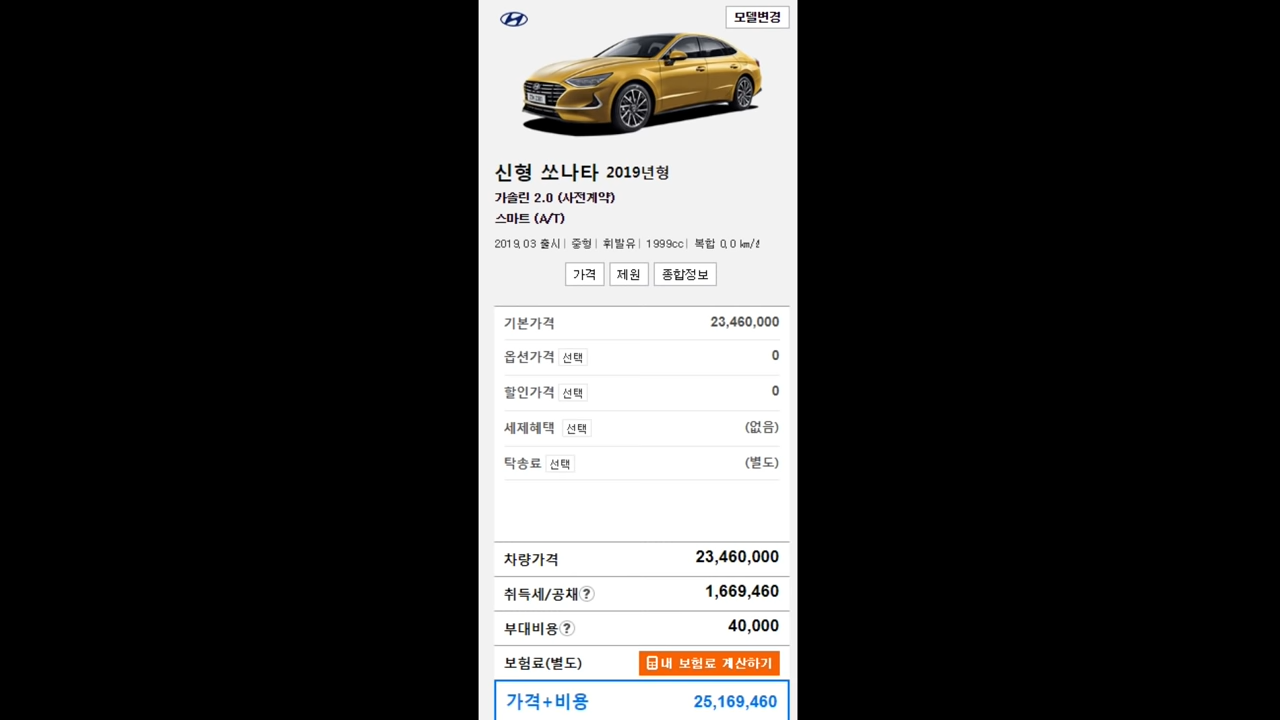 모델변경
신형 쏘나타 2019년형
가솔린 2.0 (사전계약)
스마트 (A/T)
2019.03 출시 | 중형 | 휘발유 | 1999cc | 복합 0.0 ㎞/ℓ
가격 제원 종합정보
기본가격 23,460,000
옵션가격 선택 0
할인가격 선택 0
세제혜택 선택 (없음)
탁송료 선택 (별도)
차량가격 23,460,000
취득세/공채? 1,669,460
부대비용? 40,000
보험료(별도) 내 보험료 계산하기
가격+비용 25,169,460